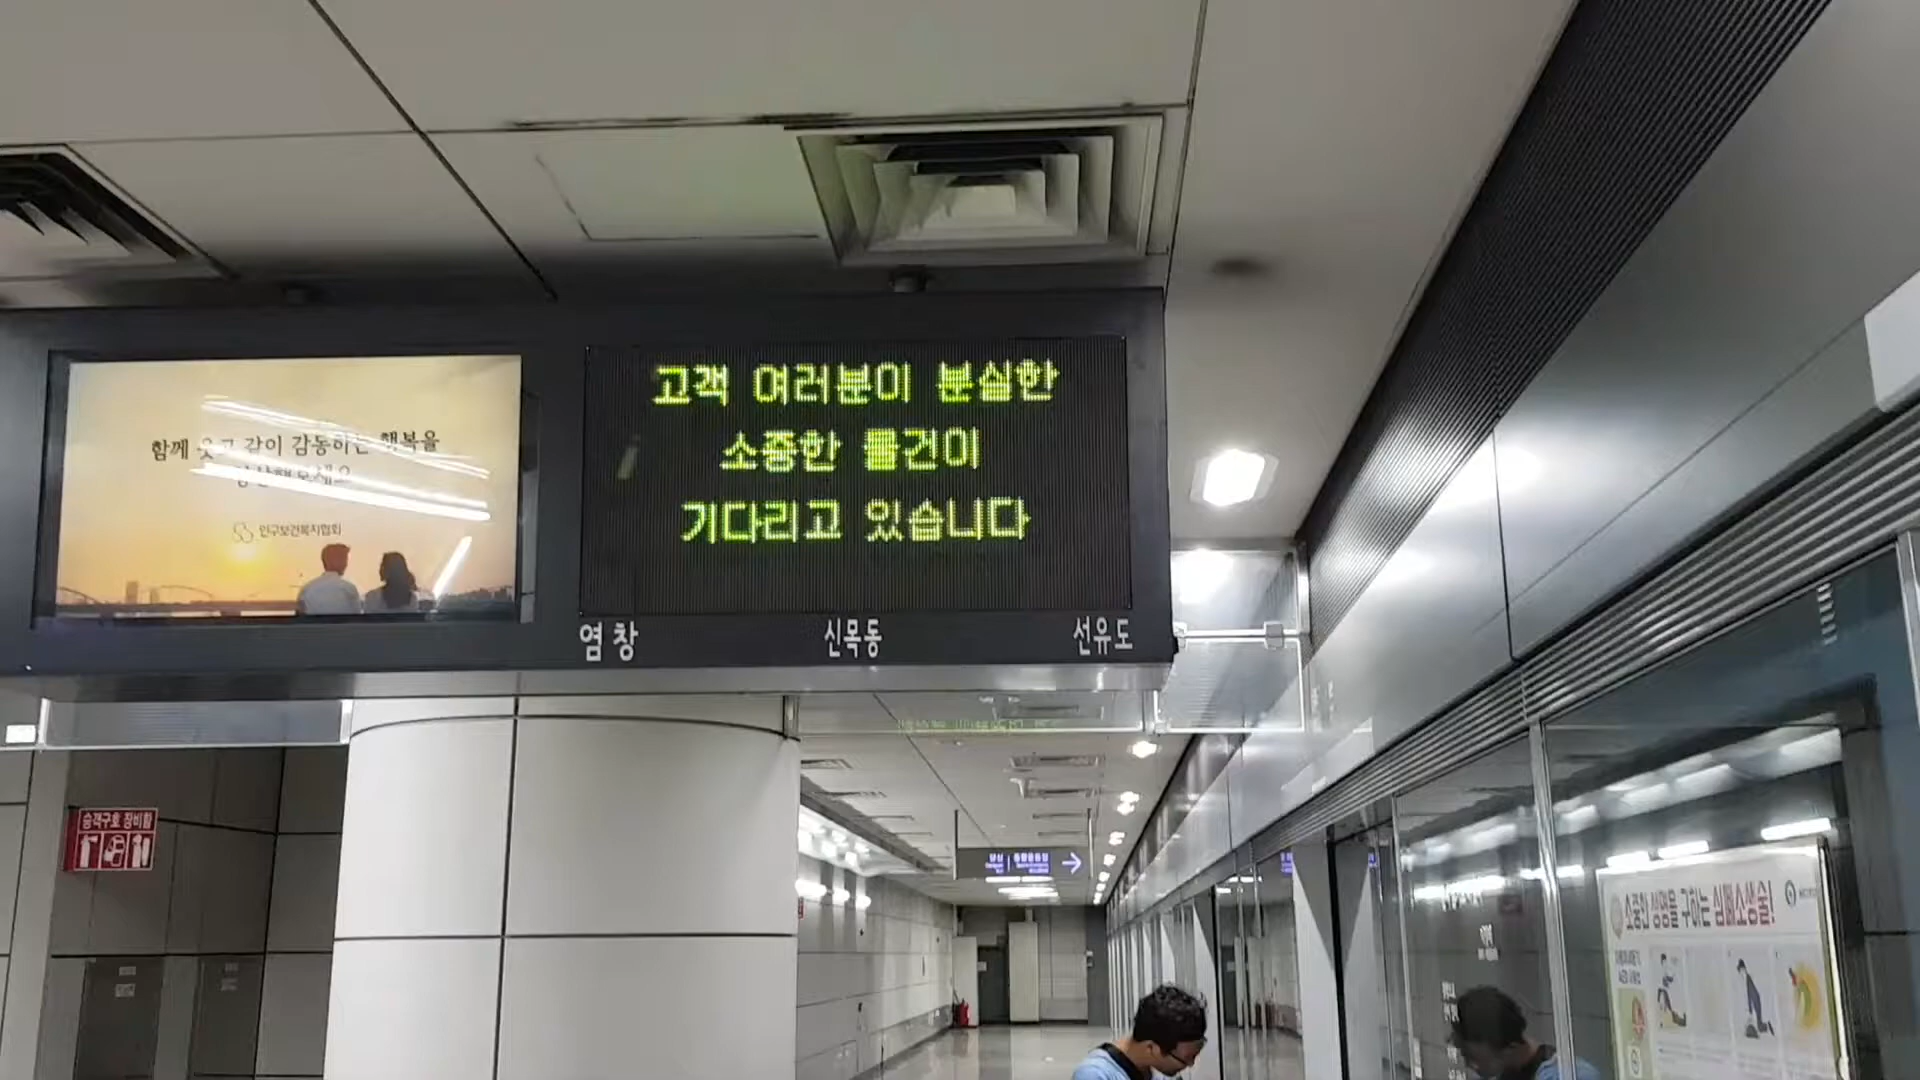 함께 웃고 같이 감동하는 행복을
인구보건복지협회
고객 여러분이 분실한
소중한 물건이
기다리고 있습니다
염창
신목동
선유도
승객구호 장비함
소중한 생명을 구하는 심폐소생술!